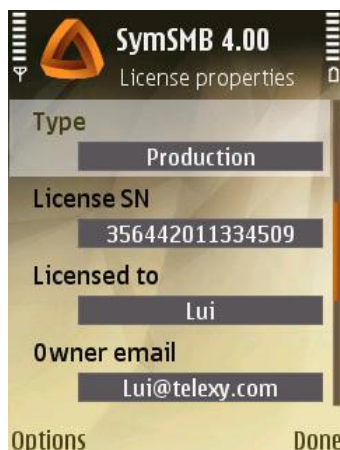 SymSMB 4.00
License properties
Type
Production
License SN
356442011334509
Licensed to
Lui
Owner email
Lui@telexy.com
Options Done